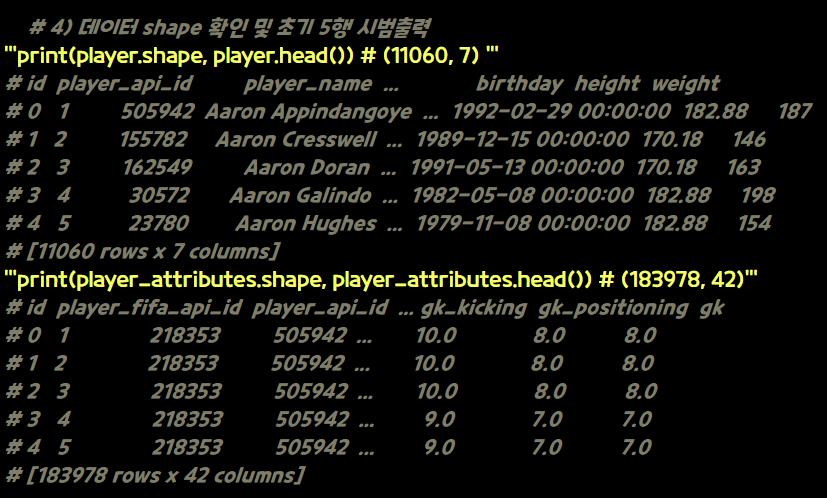 # 4) 데이터 shape 확인 및 초기 5행 시범출력
'''print(player.shape, player.head()) # (11060, 7) '''
# id player_api_id player_name ... birthday height weight
# 0 1 505942 Aaron Appindangoye ... 1992-02-29 00:00:00 182.88 187
# 1 2 155782 Aaron Cresswell ... 1989-12-15 00:00:00 170.18 146
# 2 3 162549 Aaron Doran ... 1991-05-13 00:00:00 170.18 163
# 3 4 30572 Aaron Galindo ... 1982-05-08 00:00:00 182.88 198
# 4 5 23780 Aaron Hughes ... 1979-11-08 00:00:00 182.88 154
# [11060 rows x 7 columns]
'''print(player_attributes.shape, player_attributes.head()) # (183978, 42)'''
# id player_fifa_api_id player_api_id ... gk_kicking gk_positioning gk
# 0 1 218353 505942 ... 10.0 8.0 8.0
# 1 2 218353 505942 ... 10.0 8.0 8.0
# 2 3 218353 505942 ... 10.0 8.0 8.0
# 3 4 218353 505942 ... 9.0 7.0 7.0
# 4 5 218353 505942 ... 9.0 7.0 7.0
# [183978 rows x 42 columns]